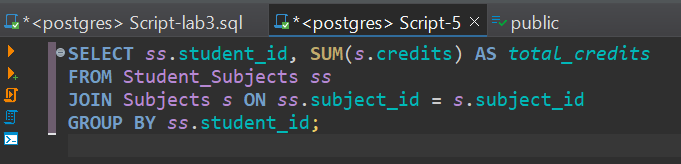 *<postgres> Script-lab3.sql *<postgres> Script-5 public
SELECT ss.student_id, SUM(s.credits) AS total_credits
FROM Student_Subjects ss
JOIN Subjects s ON ss.subject_id = s.subject_id
GROUP BY ss.student_id;